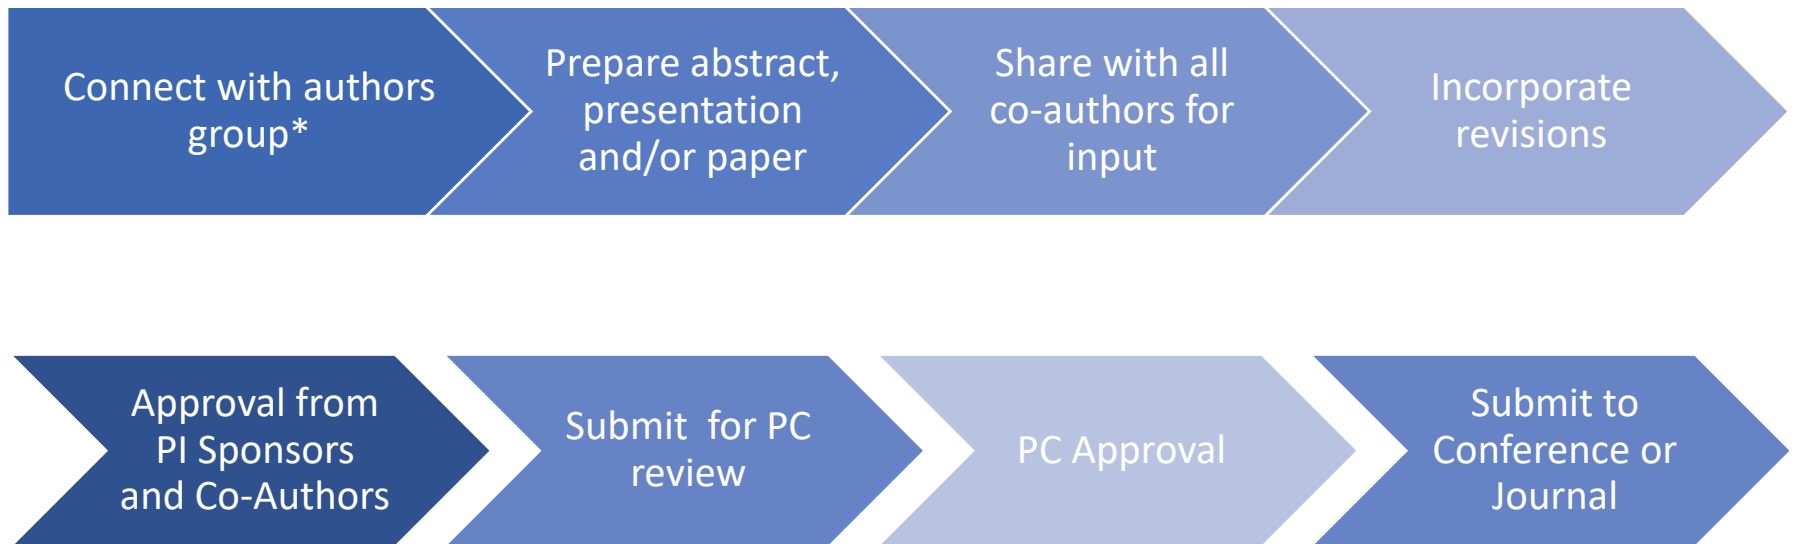 Connect with authors
group*
Prepare abstract,
presentation
and/or paper
Share with all
co-authors for
input
Incorporate
revisions
Approval from
PI Sponsors
and Co-Authors
Submit  for PC
review
PC Approval
Submit to
Conference or
Journal